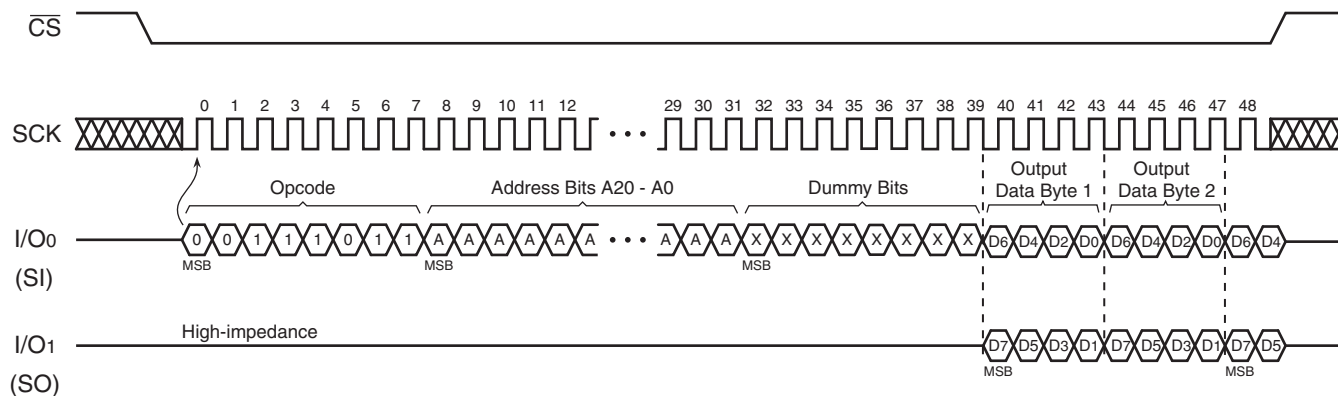 CS
SCK
0 1 2 3 4 5 6 7 8 9 10 11 12 29 30 31 32 33 34 35 36 37 38 39 40 41 42 43 44 45 46 47 48
Opcode
Address Bits A20 - A0
Dummy Bits
Output
Data Byte 1
Output
Data Byte 2
I/O0
(SI)
0 0 1 1 1 0 1 1 A A A A A A A A A X X X X X X X X D6 D4 D2 D0 D6 D4 D2 D0 D6 D4
MSB MSB MSB
High-impedance
I/O1
(SO)
D7 D5 D3 D1 D7 D5 D3 D1 D7 D5
MSB MSB